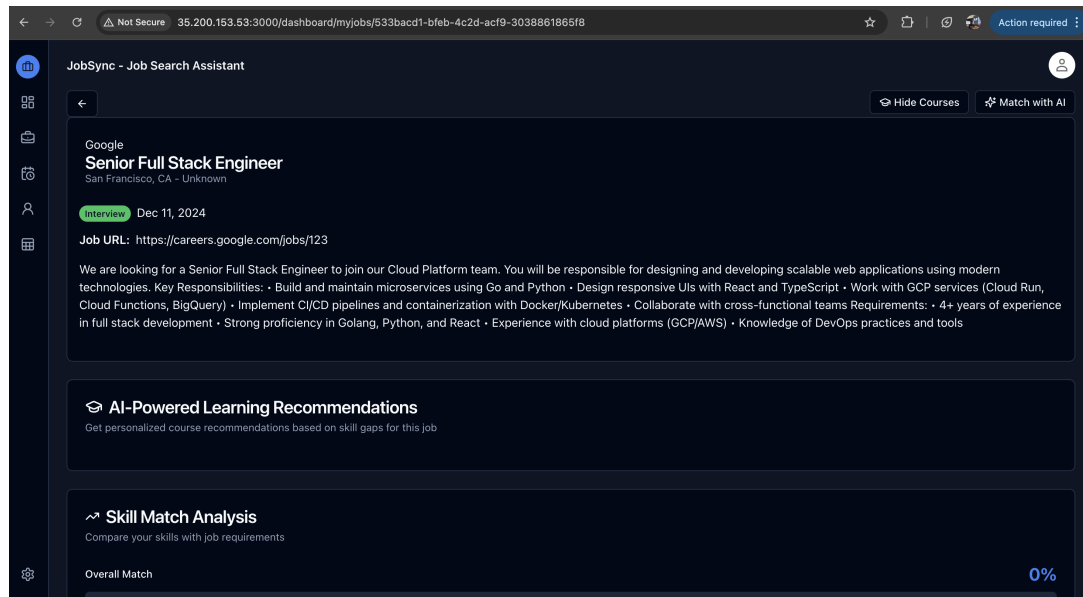 Not Secure 35.200.153.53:3000/dashboard/myjobs/533bacd1-bfeb-4c2d-acf9-3038861865f8 Action required
JobSync - Job Search Assistant
Hide Courses Match with AI
Google
Senior Full Stack Engineer
San Francisco, CA - Unknown
Interview Dec 11, 2024
Job URL: https://careers.google.com/jobs/123
We are looking for a Senior Full Stack Engineer to join our Cloud Platform team. You will be responsible for designing and developing scalable web applications using modern
technologies. Key Responsibilities: • Build and maintain microservices using Go and Python • Design responsive UIs with React and TypeScript • Work with GCP services (Cloud Run,
Cloud Functions, BigQuery) • Implement CI/CD pipelines and containerization with Docker/Kubernetes • Collaborate with cross-functional teams Requirements: • 4+ years of experience
in full stack development • Strong proficiency in Golang, Python, and React • Experience with cloud platforms (GCP/AWS) • Knowledge of DevOps practices and tools
AI-Powered Learning Recommendations
Get personalized course recommendations based on skill gaps for this job
Skill Match Analysis
Compare your skills with job requirements
Overall Match 0%